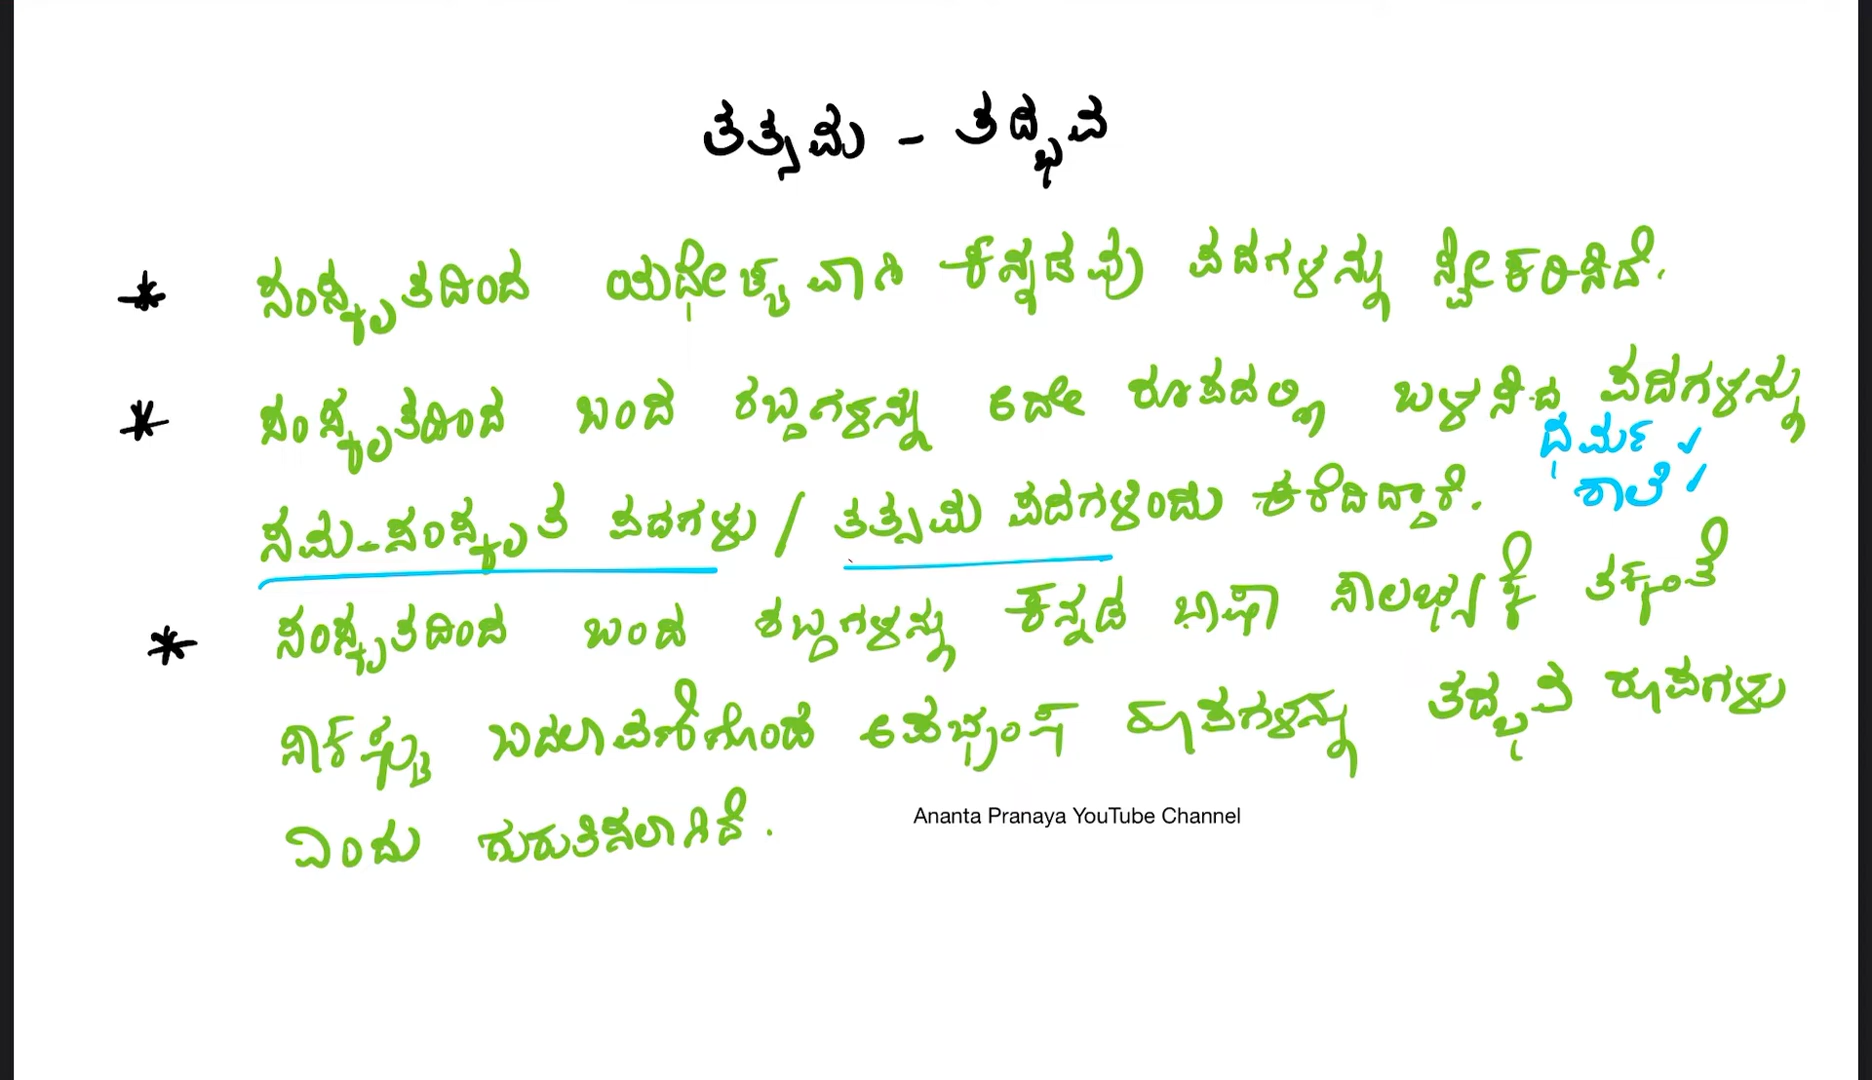 ತತ್ಸಮ - ತದ್ಭವ
* ಸಂಸ್ಕೃತದಿಂದ ಯಥೇಚ್ಛವಾಗಿ ಕನ್ನಡವು ಪದಗಳನ್ನು ಸ್ವೀಕರಿಸಿದೆ.
* ಸಂಸ್ಕೃತದಿಂದ ಬಂದ ಶಬ್ದಗಳನ್ನು ಅದೇ ರೂಪದಲ್ಲಿ ಬಳಸಿದ ಪದಗಳನ್ನು
ಧರ್ಮ ✓
ಶಾಲೆ ✓
ಸಮ-ಸಂಸ್ಕೃತ ಪದಗಳು / ತತ್ಸಮ ಪದಗಳೆಂದು ಕರೆದಿದ್ದಾರೆ.
* ಸಂಸ್ಕೃತದಿಂದ ಬಂದ ಶಬ್ದಗಳನ್ನು ಕನ್ನಡ ಭಾಷಾ ಸೌಲಭ್ಯಕ್ಕೆ ತಕ್ಕಂತೆ
ಬದಲಾವಣೆಗೊಂಡ ಅಪಭ್ರಂಶ ರೂಪಗಳನ್ನು ತದ್ಭವ ರೂಪಗಳು
ಎಂದು ಗುರುತಿಸಲಾಗಿದೆ.
Ananta Pranaya YouTube Channel